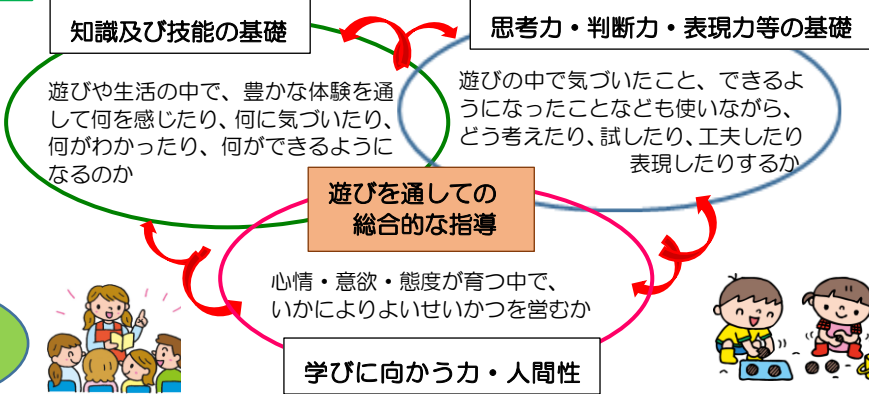 知識及び技能の基礎
遊びや生活の中で、豊かな体験を通
して何を感じたり、何に気づいたり、
何がわかったり、何ができるように
なるのか
思考力・判断力・表現力等の基礎
遊びの中で気づいたこと、できるよ
うになったことなども使いながら、
どう考えたり、試したり、工夫したり
表現したりするか
遊びを通しての
総合的な指導
心情・意欲・態度が育つ中で、
いかによりよいせいかつを営むか
学びに向かう力・人間性